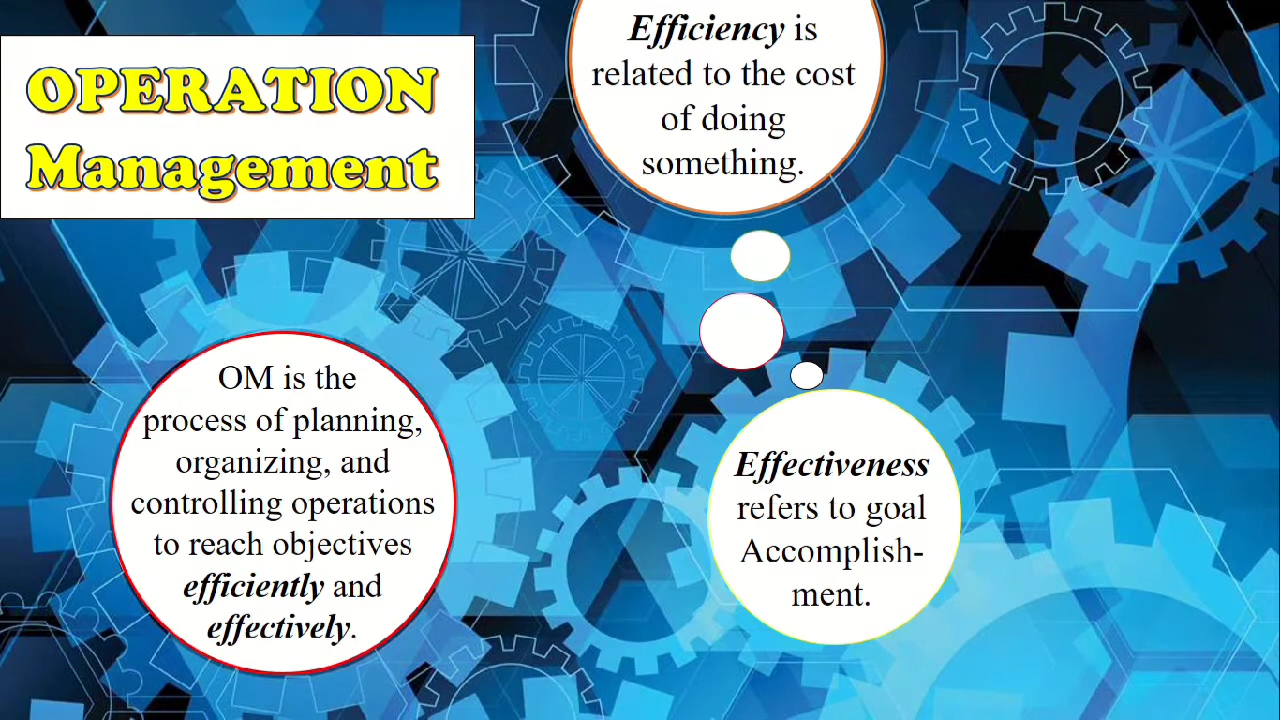 OPERATION
Management
Efficiency is
related to the cost
of doing
something.
OM is the
process of planning,
organizing, and
controlling operations
to reach objectives
efficiently and
effectively.
Effectiveness
refers to goal
Accomplish-
ment.